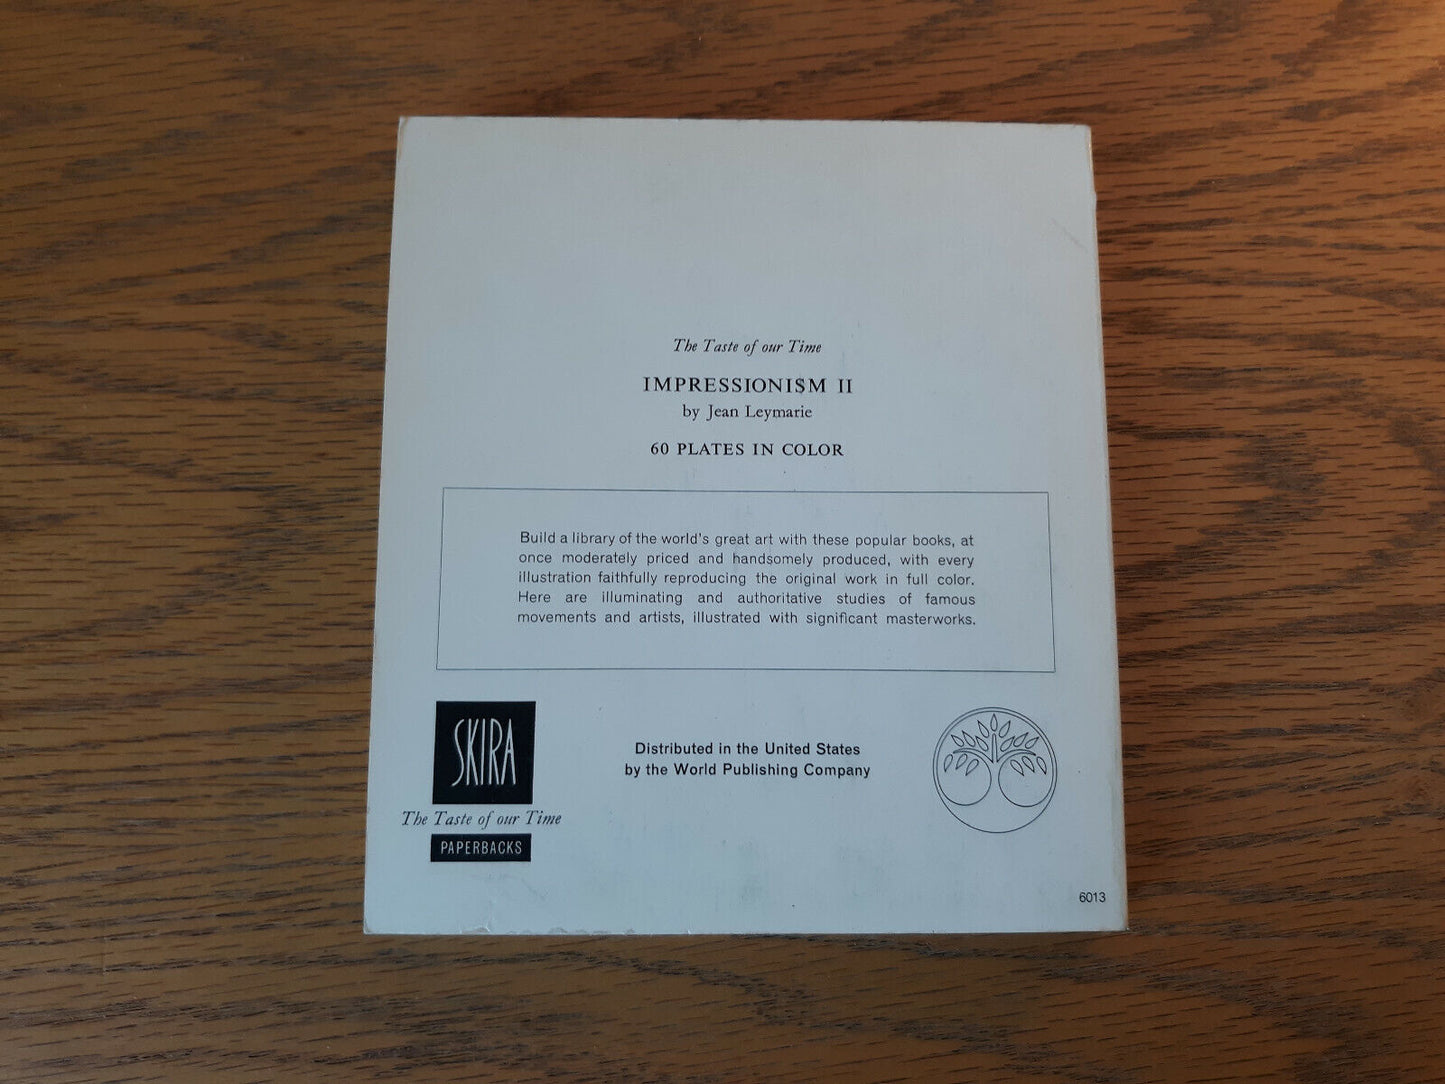 The Taste of our Time
IMPRESSIONISM II
by Jean Leymarie
60 PLATES IN COLOR
Build a library of the world's great art with these popular books, at
once moderately priced and handsomely produced, with every
illustration faithfully reproducing the original work in full color.
Here are illuminating and authoritative studies of famous
movements and artists, illustrated with significant masterworks.
SKIRA
The Taste of our Time
PAPERBACKS
Distributed in the United States
by the World Publishing Company
6013